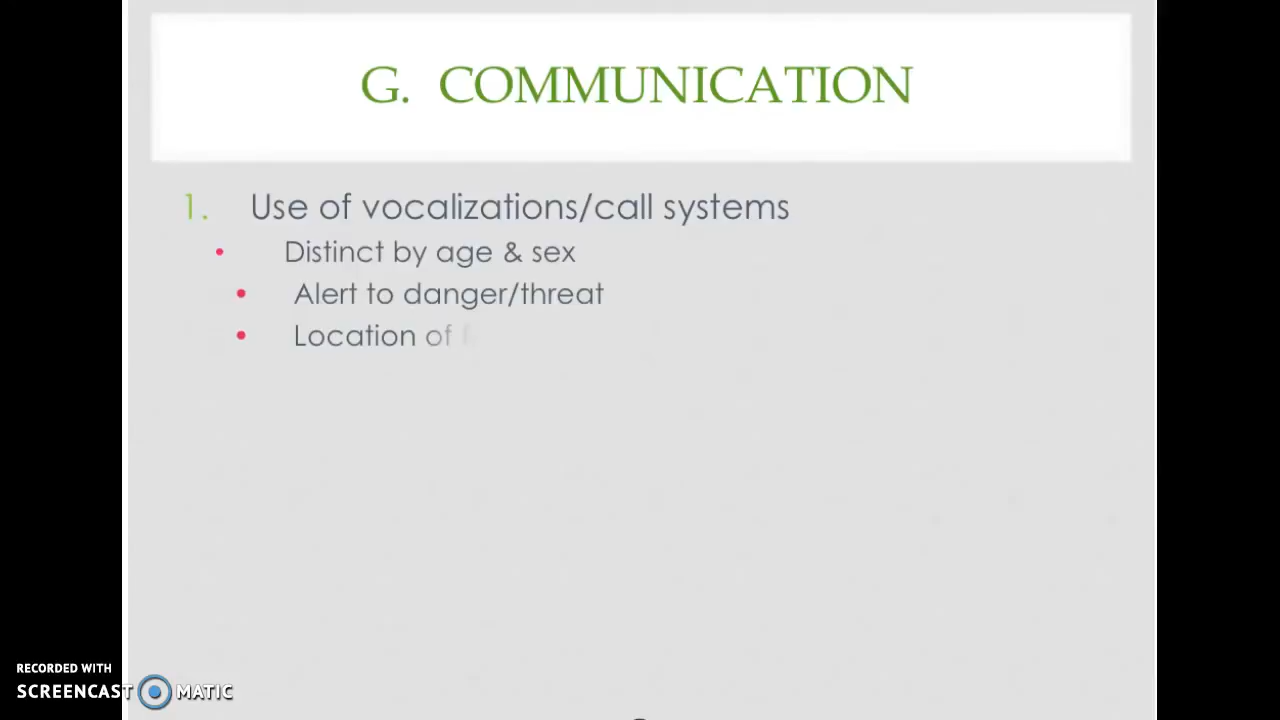 G. COMMUNICATION
1. Use of vocalizations/call systems
• Distinct by age & sex
• Alert to danger/threat
• Location of
RECORDED WITH
SCREENCAST MATIC